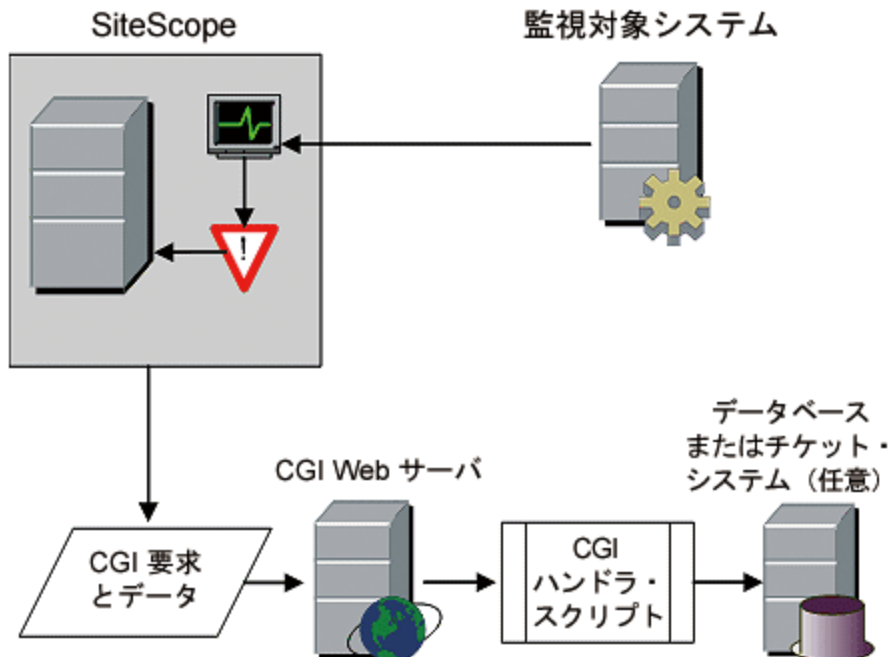 SiteScope
監視対象システム
!
データベース
またはチケット・
システム（任意）
CGI Web サーバ
CGI 要求
とデータ
CGI
ハンドラ・
スクリプト